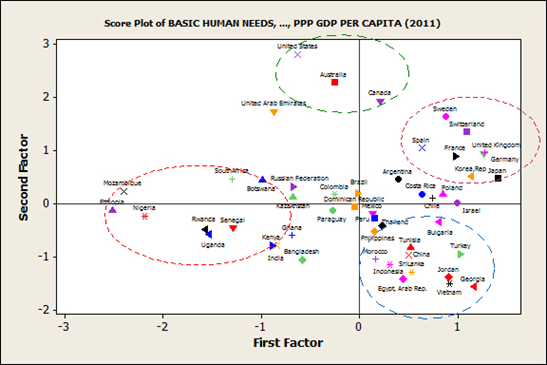 Score Plot of BASIC HUMAN NEEDS, ..., PPP GDP PER CAPITA (2011)
3
United States
Australia
Canada
United Arab Emirates
2
Sweden
Switzerland
Spain
United Kingdom
France
Germany
1
South Africa
Russian Federation
Brazil
Argentina
Korea, Rep
Japan
Mozambique
Botswana
Colombia
Costa Rica
Poland
Kazakhstan
Dominican Republic
Ethiopia
0
Chile
Israel
Nigeria
Mexico
Rwanda
Senegal
Ghana
Paraguay
Peru
Thailand
Bulgaria
Uganda
Kenya
Philippines
Tunisia
Turkey
India
Bangladesh
Morocco
China
-1
SriLanka
Indonesia
Jordan
Georgia
Egypt, Arab Rep.
Vietnam
-2
-3
-2
-1
0
1
First Factor
Second Factor